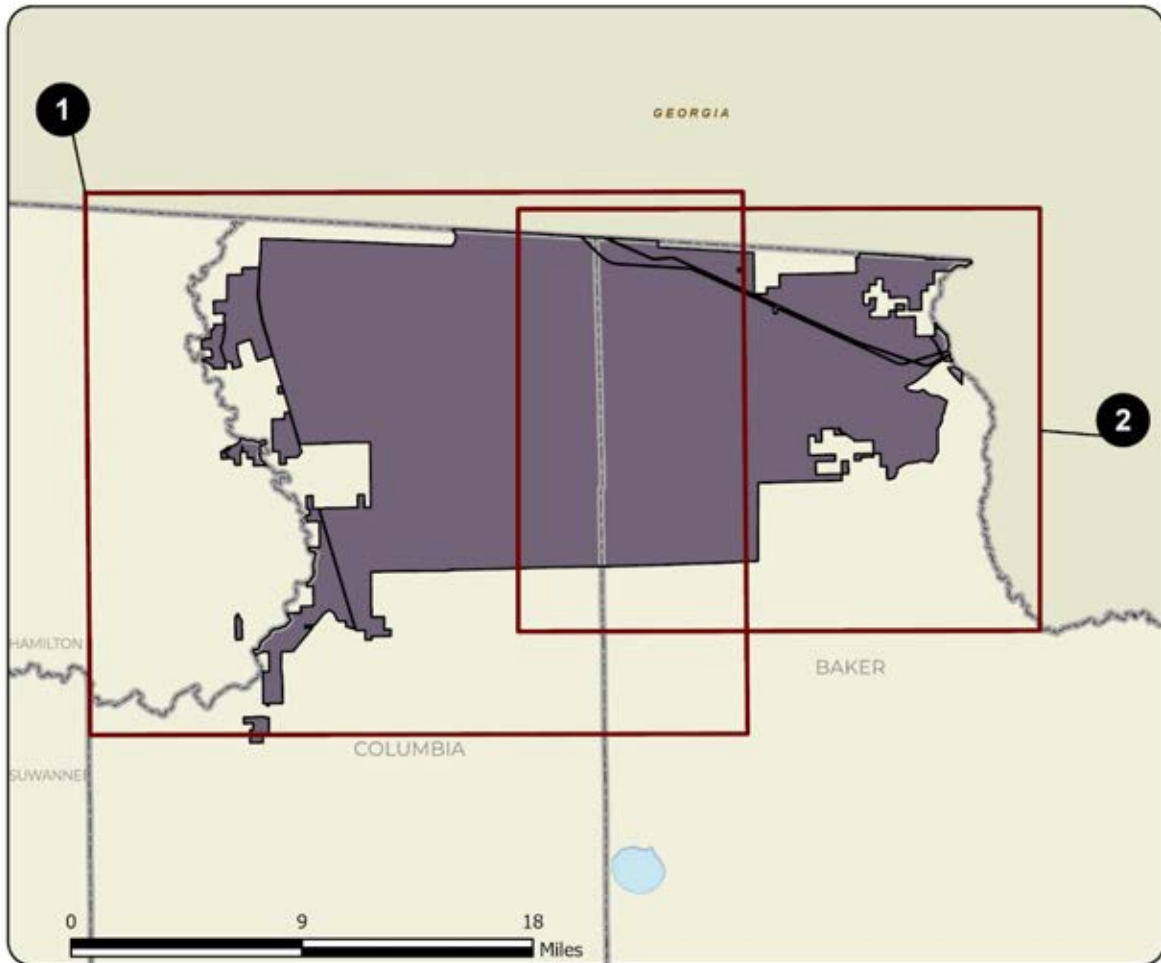 1
GEORGIA
2
HAMILTON
BAKER
COLUMBIA
SUWANNEE
0 9 18
Miles